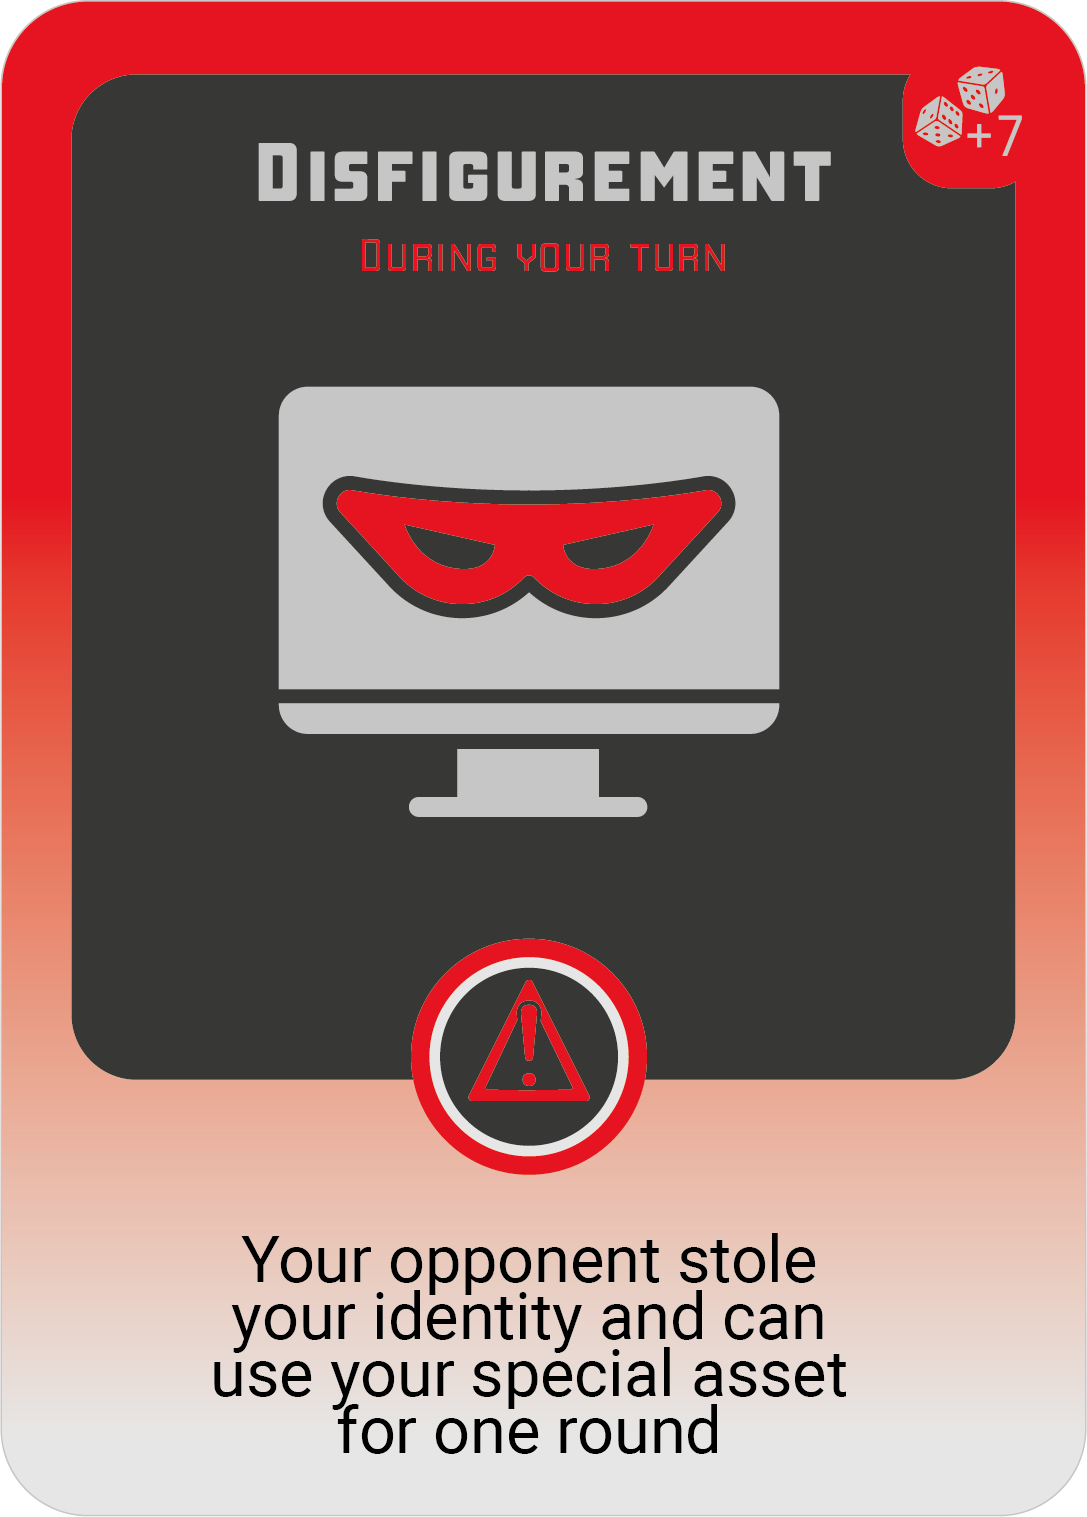 +7
Disfigurement
During your turn
Your opponent stole
your identity and can
use your special asset
for one round